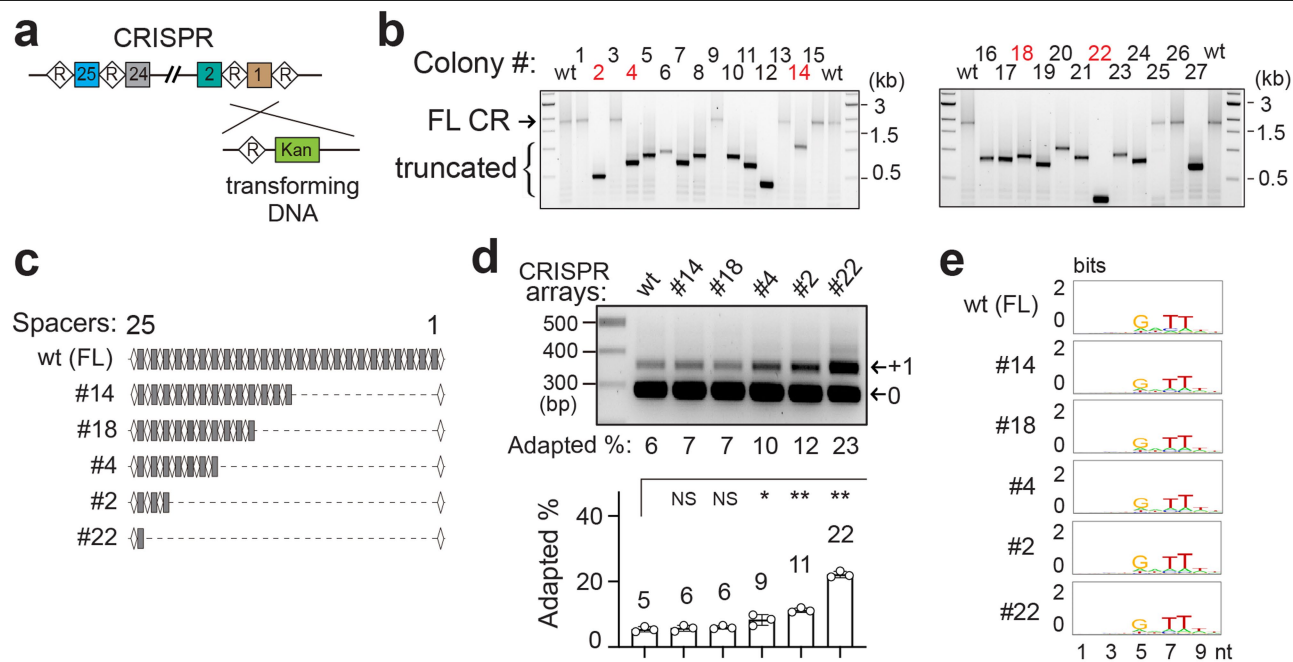 a
CRISPR
R 25 R 24 // 2 R 1 R
R Kan
transforming
DNA
b
Colony #:
wt 1 2 3 4 5 6 7 8 9 10 11 12 13 14 15 wt
(kb)
FL CR →
truncated
3
1.5
0.5
wt 16 17 18 19 20 21 22 23 24 25 26 27 wt
(kb)
3
1.5
0.5
c
Spacers: 25 1
wt (FL)
#14
#18
#4
#2
#22
d
CRISPR
arrays:
wt #14 #18 #4 #2 #22
500
400
300
(bp)
←+1
←0
Adapted %: 6 7 7 10 12 23
Adapted %
40
20
0
NS NS * ** **
5 6 6 9 11 22
e
bits
wt (FL) 2 0 G TT
#14 2 0 G TT
#18 2 0 G TT
#4 2 0 G TT
#2 2 0 G TT
#22 2 0 G TT
1 3 5 7 9 nt